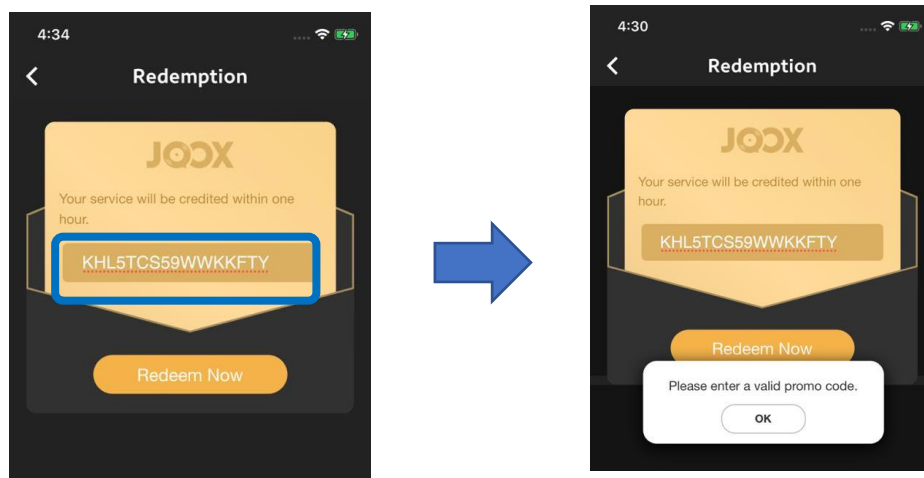 4:34
Redemption
JOOX
Your service will be credited within one
hour.
KHL5TCS59WWKKFTY
Redeem Now
4:30
Redemption
JOOX
Your service will be credited within one
hour.
KHL5TCS59WWKKFTY
Redeem Now
Please enter a valid promo code.
OK